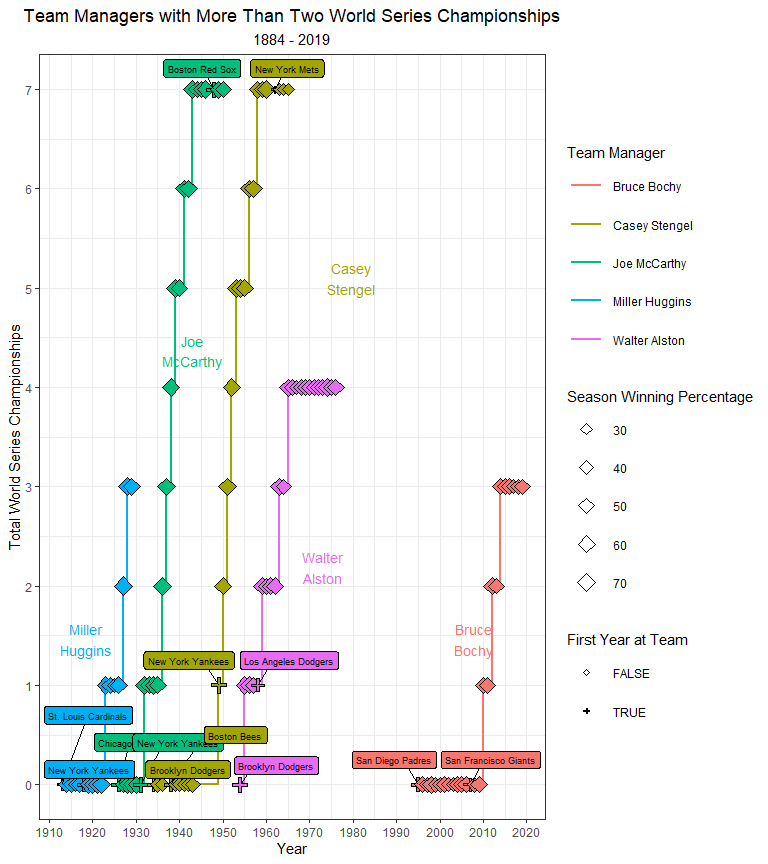 Team Managers with More Than Two World Series Championships
1884 - 2019
Boston Red Sox
New York Mets
7
6
5
4
3
2
1
0
Total World Series Championships
Casey
Stengel
Joe
McCarthy
Walter
Alston
Miller
Huggins
Bruce
Bochy
New York Yankees
Los Angeles Dodgers
St. Louis Cardinals
Chicago
New York Yankees
Boston Bees
New York Yankees
Brooklyn Dodgers
Brooklyn Dodgers
San Diego Padres
San Francisco Giants
1910 1920 1930 1940 1950 1960 1970 1980 1990 2000 2010 2020
Year
Team Manager
Bruce Bochy
Casey Stengel
Joe McCarthy
Miller Huggins
Walter Alston
Season Winning Percentage
30
40
50
60
70
First Year at Team
FALSE
TRUE